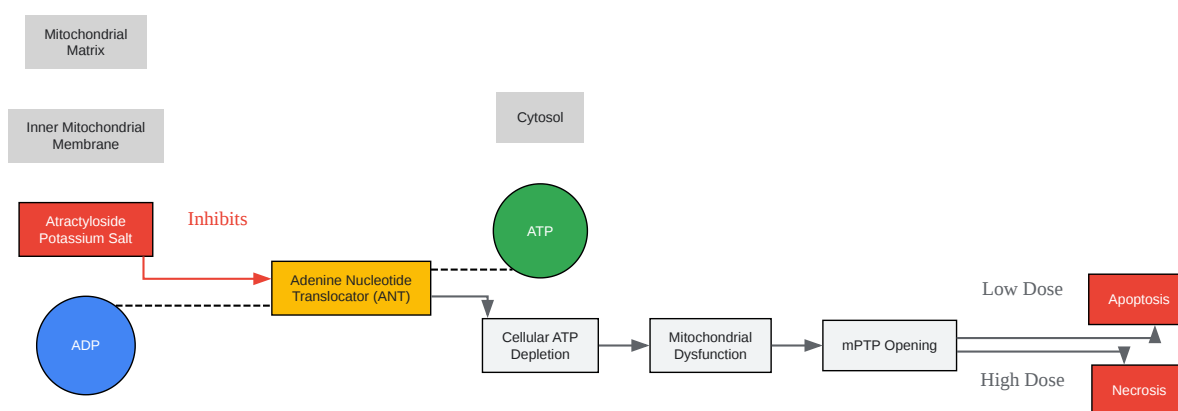 Mitochondrial
Matrix
Inner Mitochondrial
Membrane
Cytosol
Atractyloside
Potassium Salt
Inhibits
ATP
Adenine Nucleotide
Translocator (ANT)
ADP
Cellular ATP
Depletion
Mitochondrial
Dysfunction
mPTP Opening
Low Dose
Apoptosis
High Dose
Necrosis